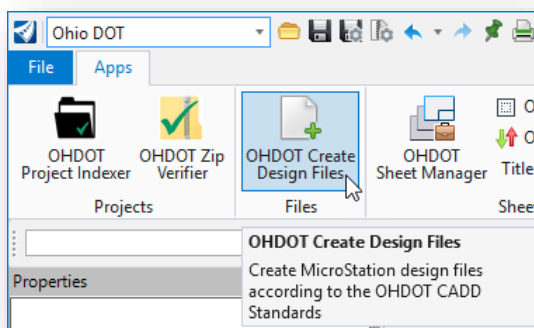 Ohio DOT
File Apps
OHDOT
Project Indexer
OHDOT Zip
Verifier
OHDOT Create
Design Files
OHDOT
Sheet Manager
Title
Projects
Files
OHDOT Create Design Files
Create MicroStation design files
according to the OHDOT CADD
Standards
Properties